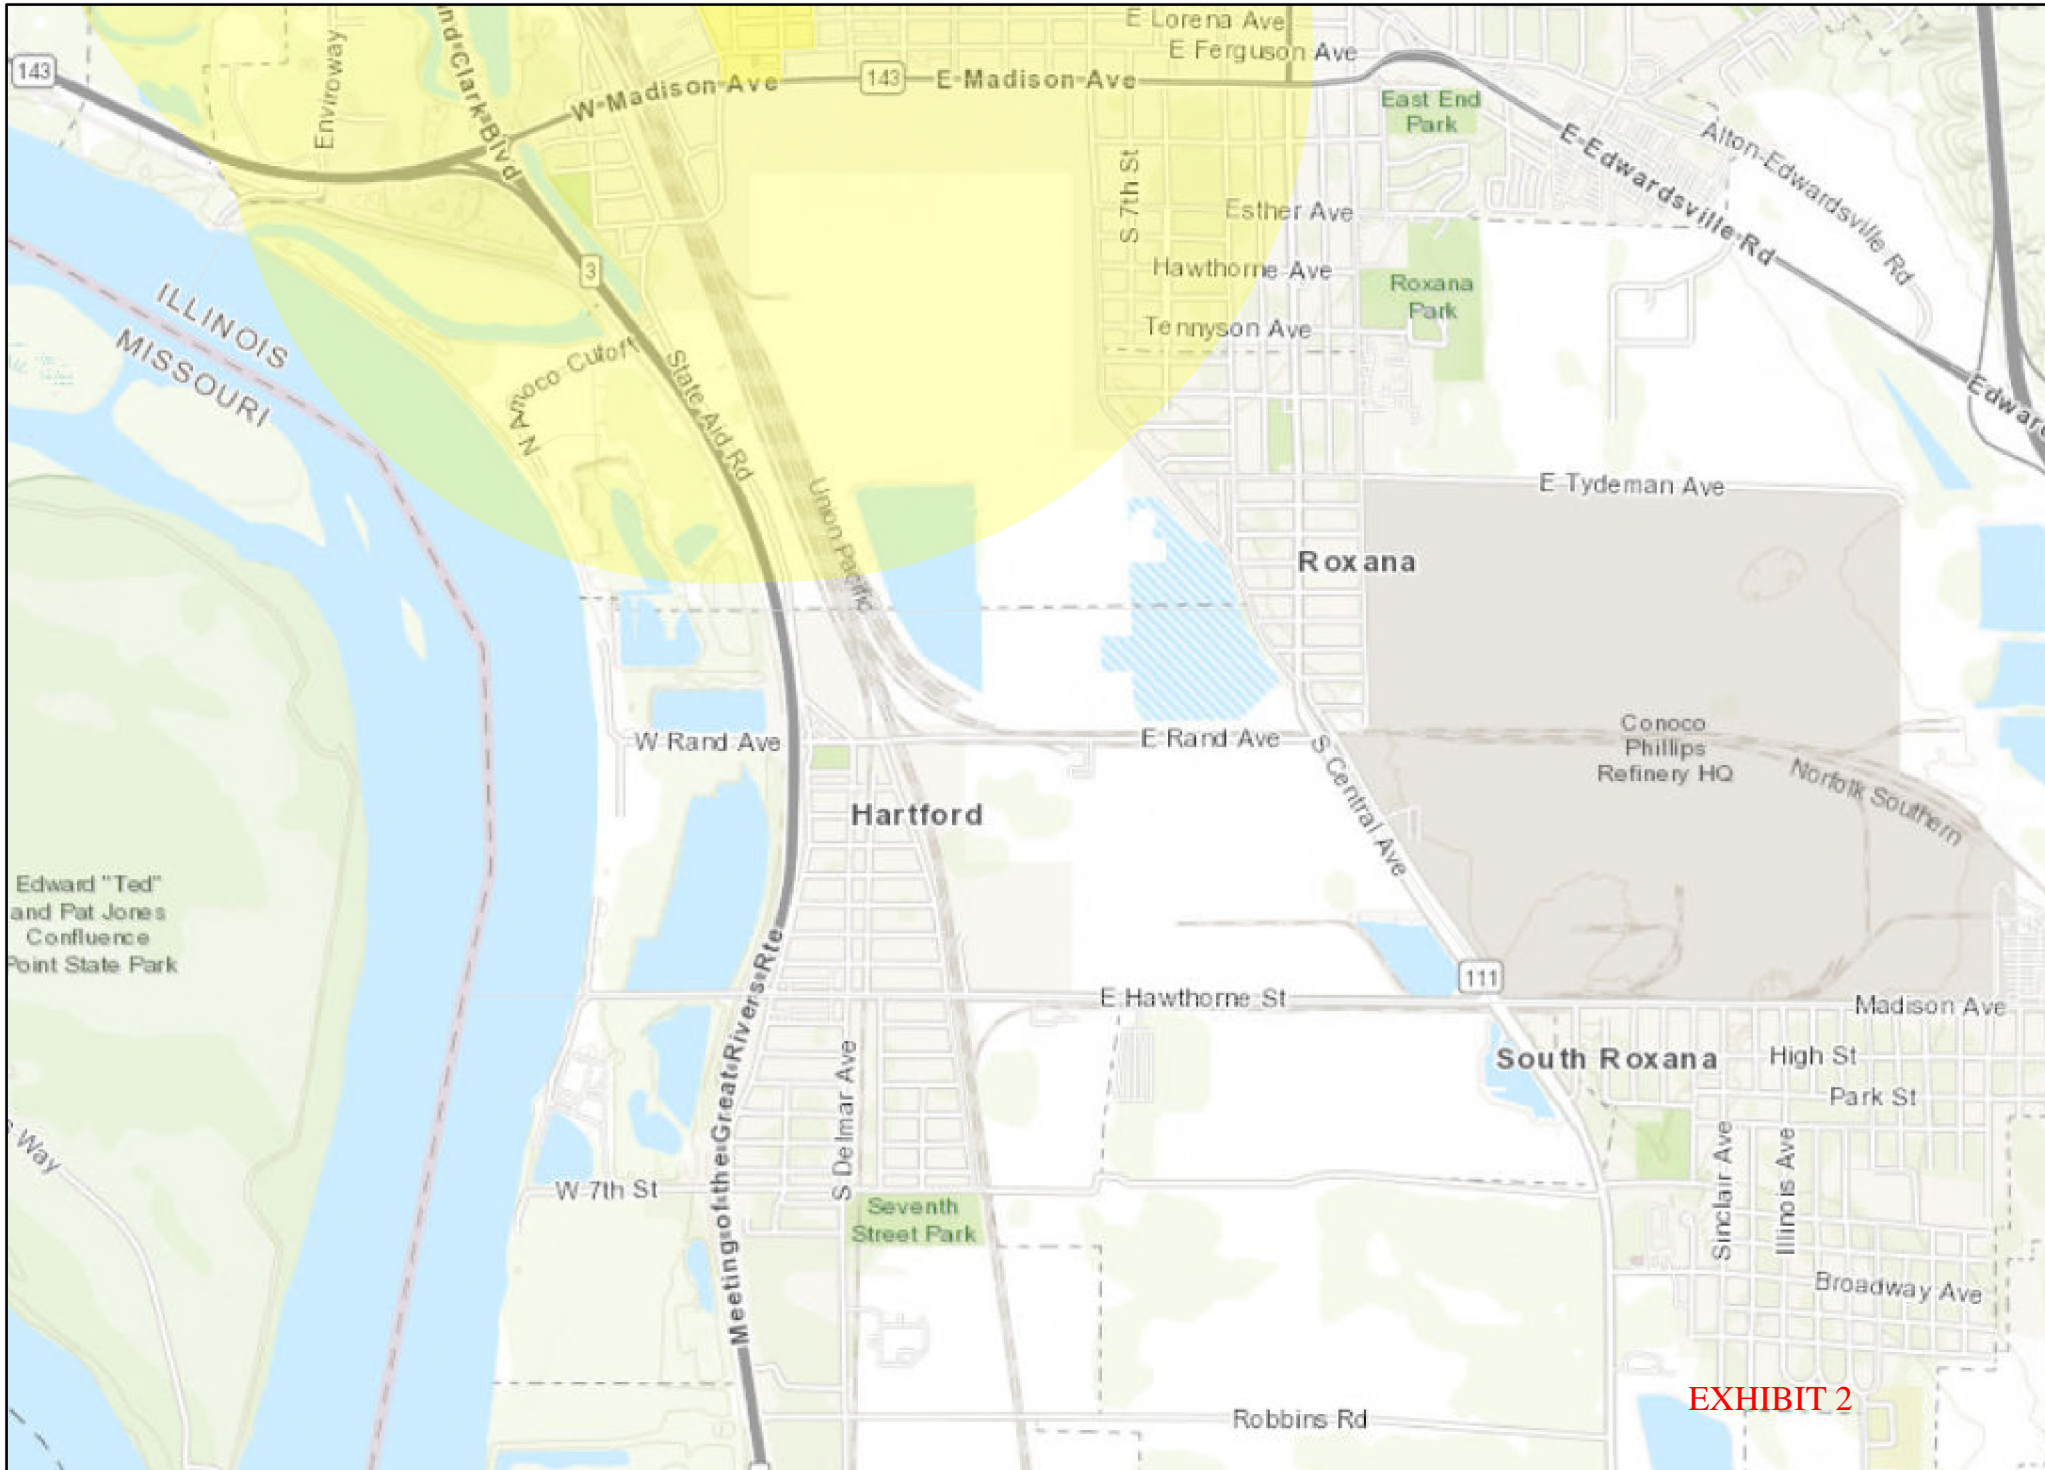 E Lorena Ave
E Ferguson Ave
143
Enviroway
nd Clark Blvd
W Madison Ave
143
E Madison Ave
East End
Park
E Edwardsville Rd
Alton-Edwardsville Rd
S 7th St
Esther Ave
3
Hawthorne Ave
Roxana
Park
Tennyson Ave
ILLINOIS
MISSOURI
N Amoco Cutoff
State Aid Rd
Edward
Union Pacific
E Tydeman Ave
Roxana
W Rand Ave
E Rand Ave
S Central Ave
Conoco
Phillips
Refinery HQ
Norfolk Southern
Hartford
Edward "Ted"
and Pat Jones
Confluence
Point State Park
Meeting of the Great Rivers Rte
E Hawthorne St
111
Madison Ave
South Roxana
High St
Park St
S Delmar Ave
Way
W 7th St
Seventh
Street Park
Sinclair Ave
Illinois Ave
Broadway Ave
EXHIBIT 2
Robbins Rd